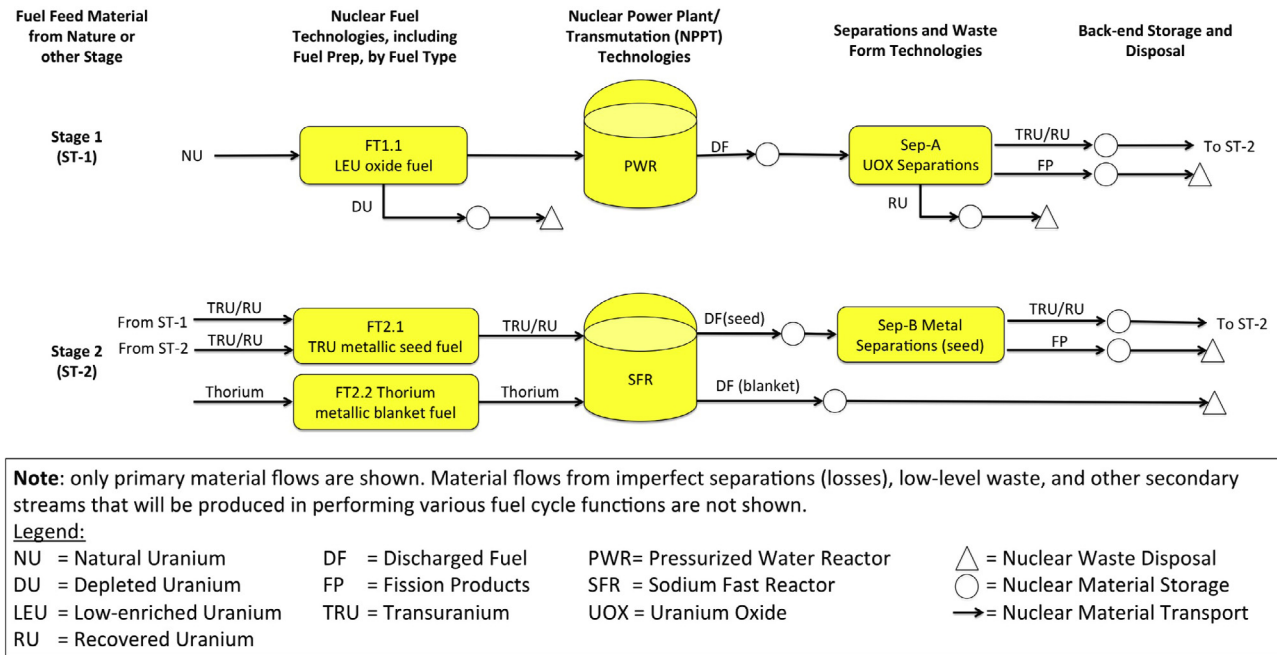 Fuel Feed Material
from Nature or
other Stage
Nuclear Fuel
Technologies, including
Fuel Prep, by Fuel Type
Nuclear Power Plant/
Transmutation (NPPT)
Technologies
Separations and Waste
Form Technologies
Back-end Storage and
Disposal
Stage 1
(ST-1)
NU
FT1.1
LEU oxide fuel
DU
PWR
DF
Sep-A
UOX Separations
TRU/RU
To ST-2
FP
RU
Stage 2
(ST-2)
From ST-1
TRU/RU
From ST-2
TRU/RU
FT2.1
TRU metallic seed fuel
TRU/RU
Thorium
FT2.2 Thorium
metallic blanket fuel
Thorium
SFR
DF(seed)
DF (blanket)
Sep-B Metal
Separations (seed)
TRU/RU
To ST-2
FP
Note: only primary material flows are shown. Material flows from imperfect separations (losses), low-level waste, and other secondary
streams that will be produced in performing various fuel cycle functions are not shown.
Legend:
NU = Natural Uranium
DU = Depleted Uranium
LEU = Low-enriched Uranium
RU = Recovered Uranium
DF = Discharged Fuel
FP = Fission Products
TRU = Transuranium
PWR= Pressurized Water Reactor
SFR = Sodium Fast Reactor
UOX = Uranium Oxide
= Nuclear Waste Disposal
= Nuclear Material Storage
= Nuclear Material Transport